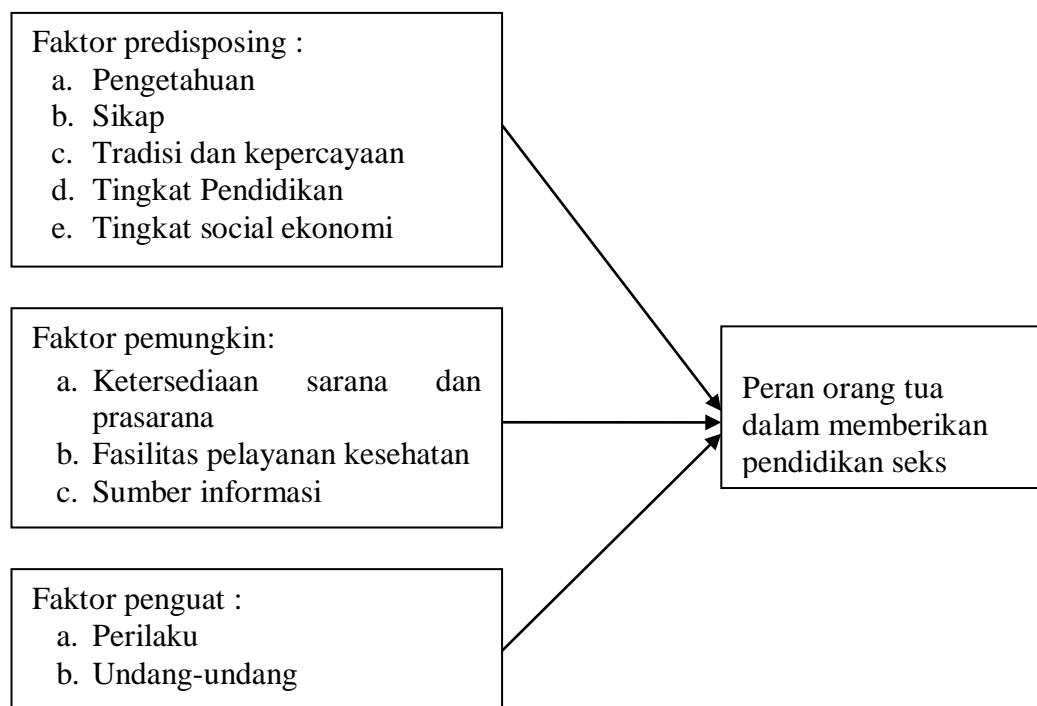 Faktor predisposing :
a. Pengetahuan
b. Sikap
c. Tradisi dan kepercayaan
d. Tingkat Pendidikan
e. Tingkat social ekonomi
Faktor pemungkin:
a. Ketersediaan sarana dan
prasarana
b. Fasilitas pelayanan kesehatan
c. Sumber informasi
Faktor penguat :
a. Perilaku
b. Undang-undang
Peran orang tua
dalam memberikan
pendidikan seks